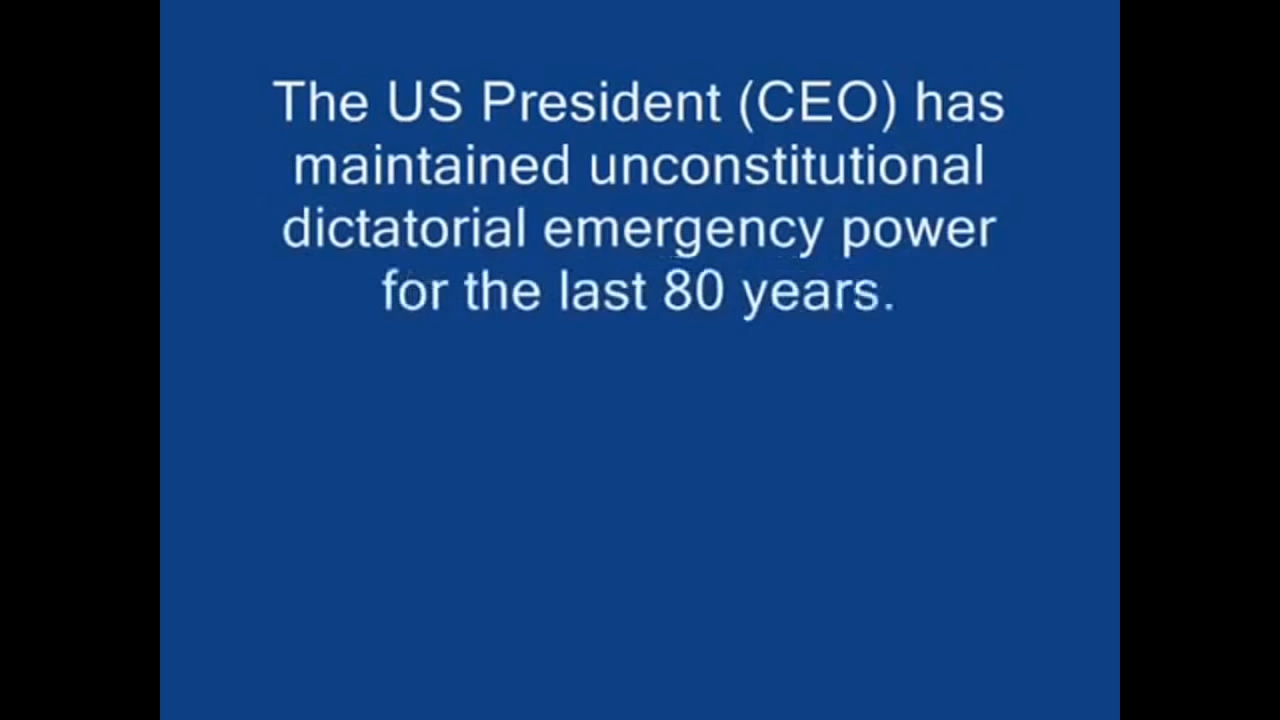 The US President (CEO) has
maintained unconstitutional
dictatorial emergency power
for the last 80 years.